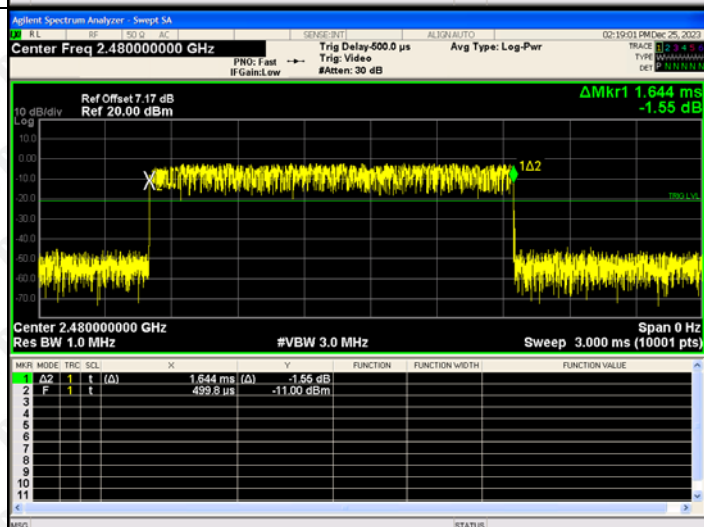 Agilent Spectrum Analyzer - Swept SA
RL RF 50 Ω AC SENSE:INT ALIGN AUTO 02:19:01 PM Dec 25, 2023
Center Freq 2.480000000 GHz
PNO: Fast
IFGain:Low
Trig Delay-500.0 µs
Trig: Video
#Atten: 30 dB
Avg Type: Log-Pwr
TRACE 1 2 3 4 5 6
TYPE
DET P N N N N N
ΔMkr1 1.644 ms
-1.55 dB
Ref Offset 7.17 dB
10 dB/div Ref 20.00 dBm
Log
10.0
0.00
-10.0
-20.0
-30.0
-40.0
-50.0
-60.0
-70.0
1Δ2
TRIG LVL
Center 2.480000000 GHz
Span 0 Hz
Res BW 1.0 MHz
#VBW 3.0 MHz
Sweep 3.000 ms (10001 pts)
MKR MODE TRC SCL X Y FUNCTION FUNCTION WIDTH FUNCTION VALUE
1 Δ2 1 t (Δ) 1.644 ms (Δ) -1.55 dB
2 F 1 t 499.8 µs -11.00 dBm
3
4
5
6
7
8
9
10
11
MSG STATUS